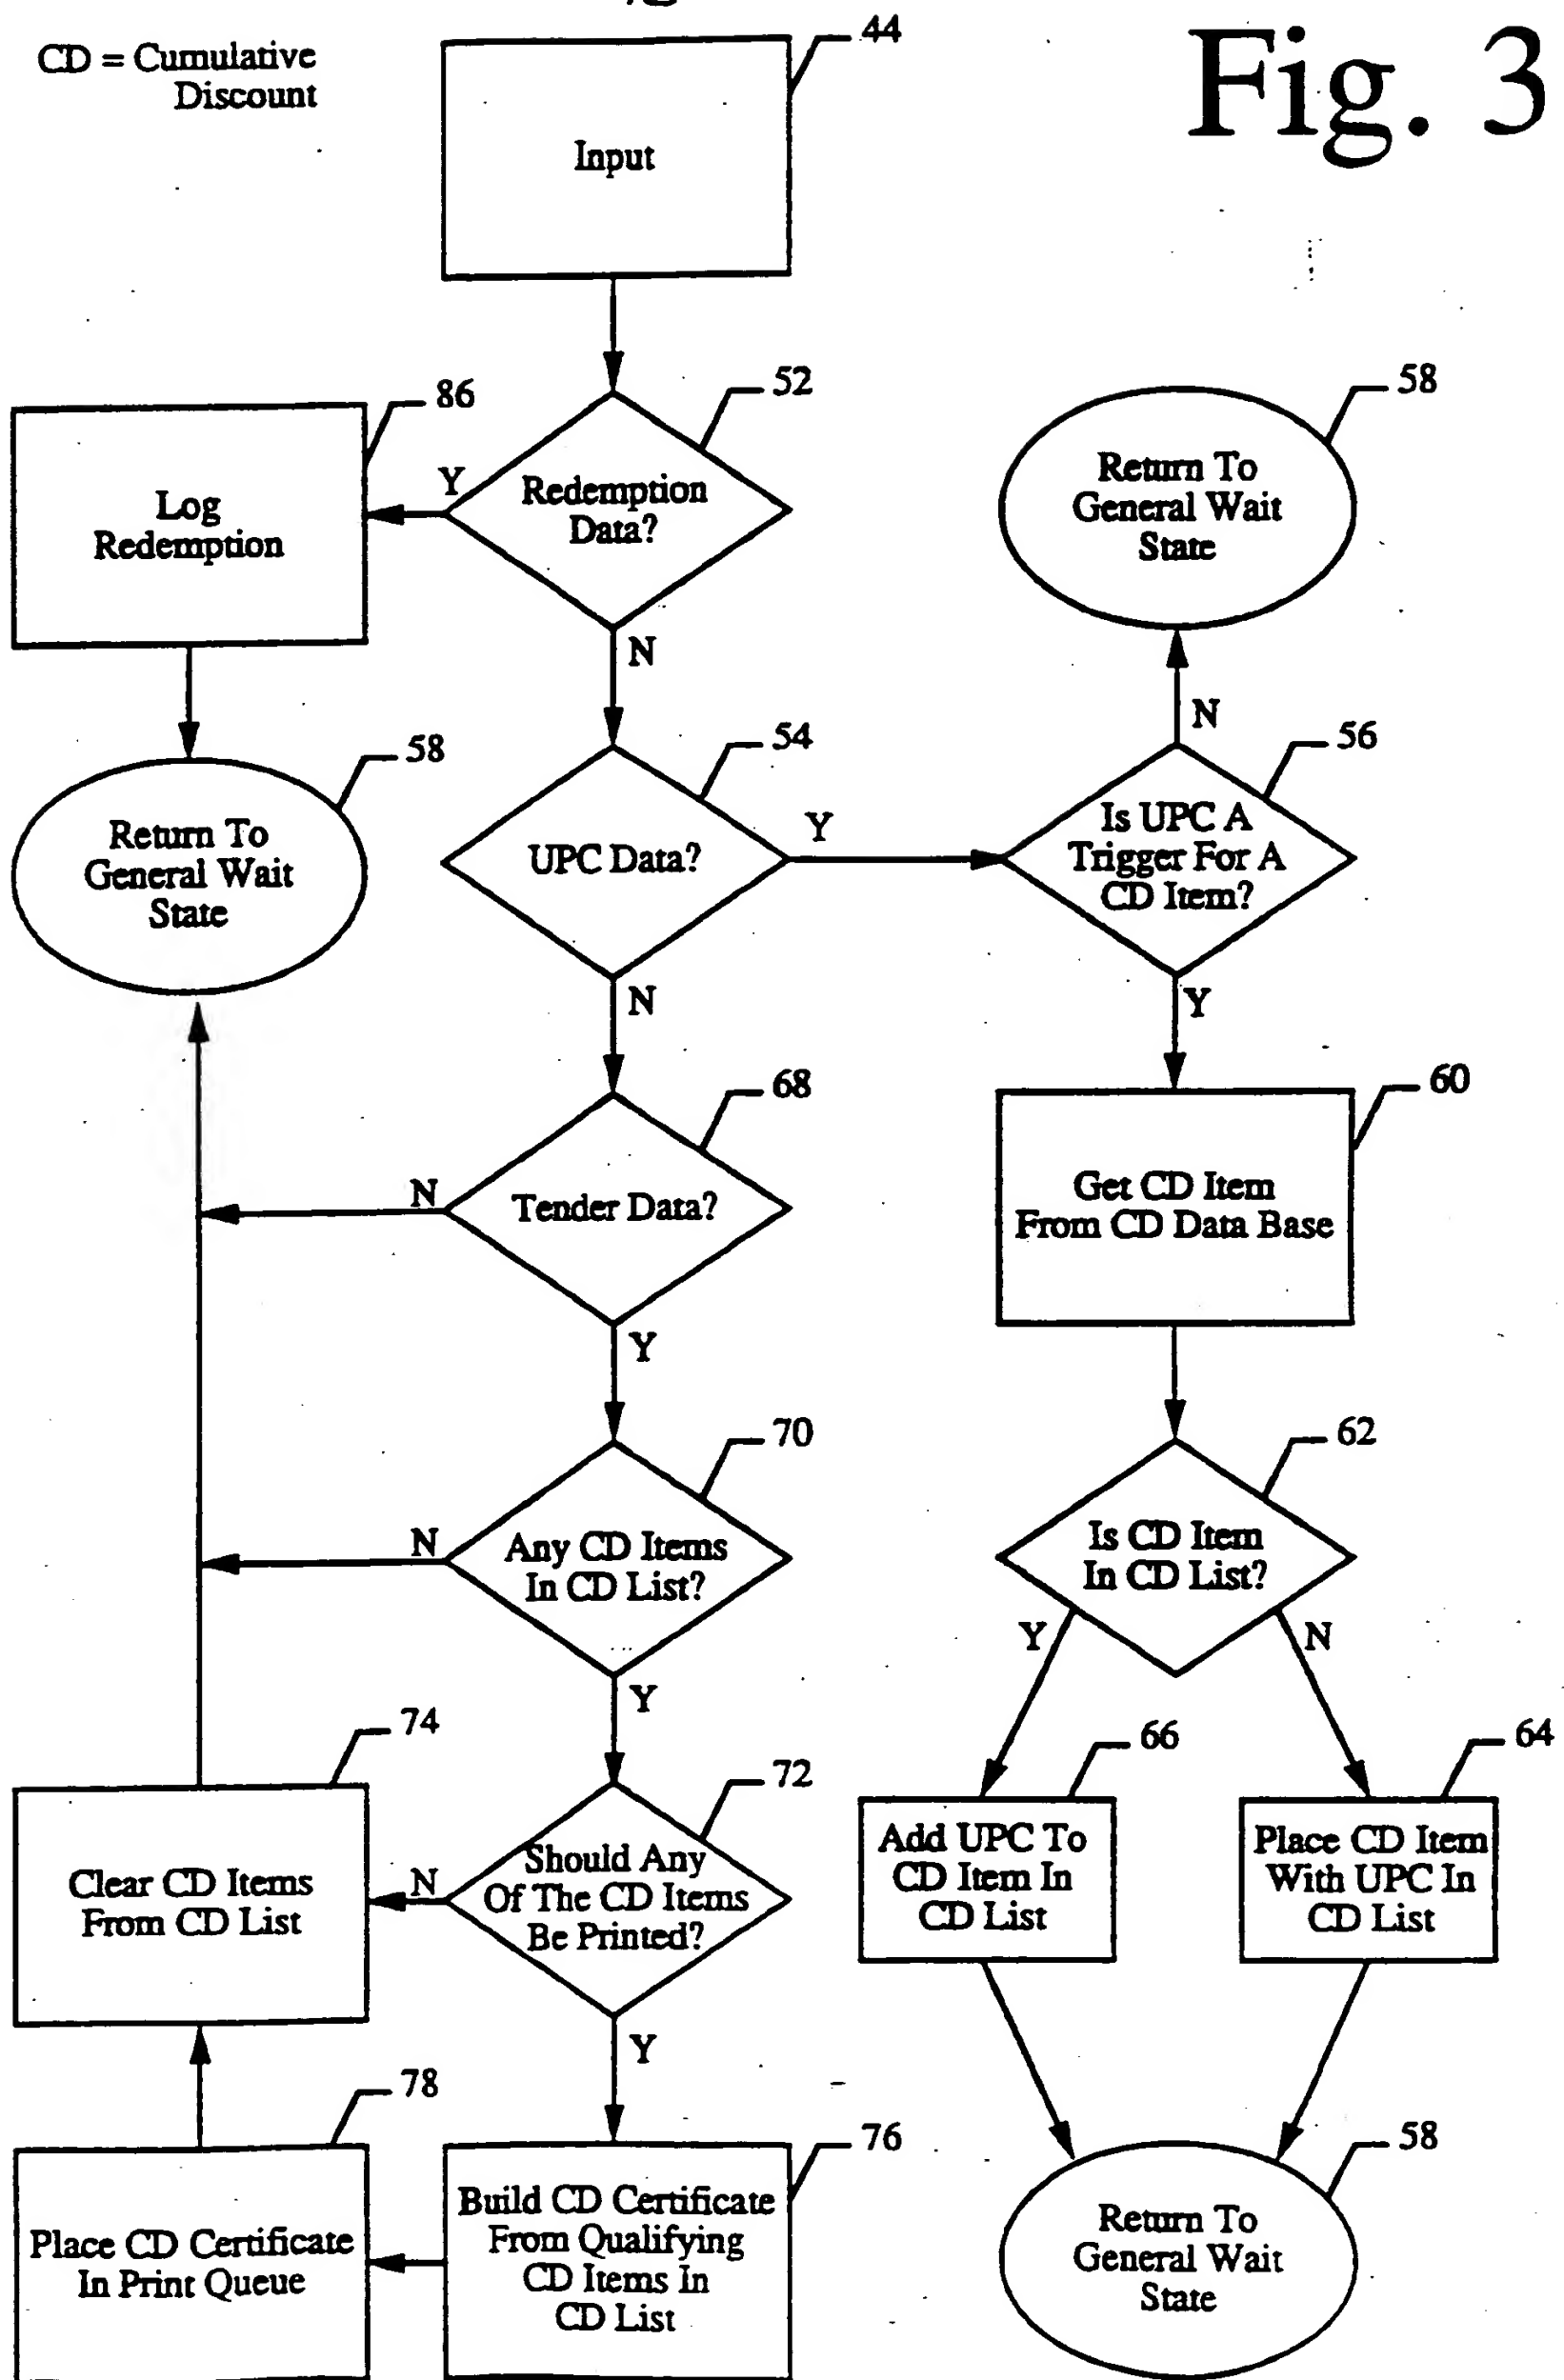 CD = Cumulative
Discount
44
Fig. 3
Input
86
52
58
Y
Redemption
Data?
Log
Redemption
Return To
General Wait
State
N
N
58
54
56
Return To
General Wait
State
UPC Data?
Y
Is UPC A
Trigger For A
CD Item?
N
Y
68
60
N
Tender Data?
Get CD Item
From CD Data Base
Y
70
62
N
Any CD Items
In CD List?
Is CD Item
In CD List?
Y
N
Y
74
72
66
64
Clear CD Items
From CD List
N
Should Any
Of The CD Items
Be Printed?
Add UPC To
CD Item In
CD List
Place CD Item
With UPC In
CD List
Y
78
76
58
Place CD Certificate
In Print Queue
Build CD Certificate
From Qualifying
CD Items In
CD List
Return To
General Wait
State